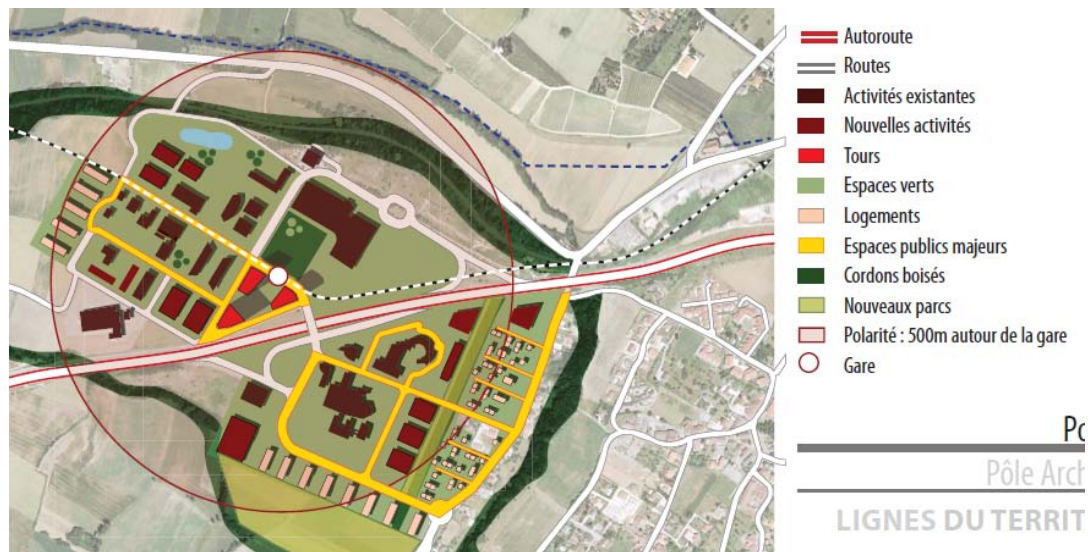 Autoroute
Routes
Activités existantes
Nouvelles activités
Tours
Espaces verts
Logements
Espaces publics majeurs
Cordons boisés
Nouveaux parcs
Polarité : 500m autour de la gare
Gare
Po
Pôle Arch
LIGNES DU TERRIT